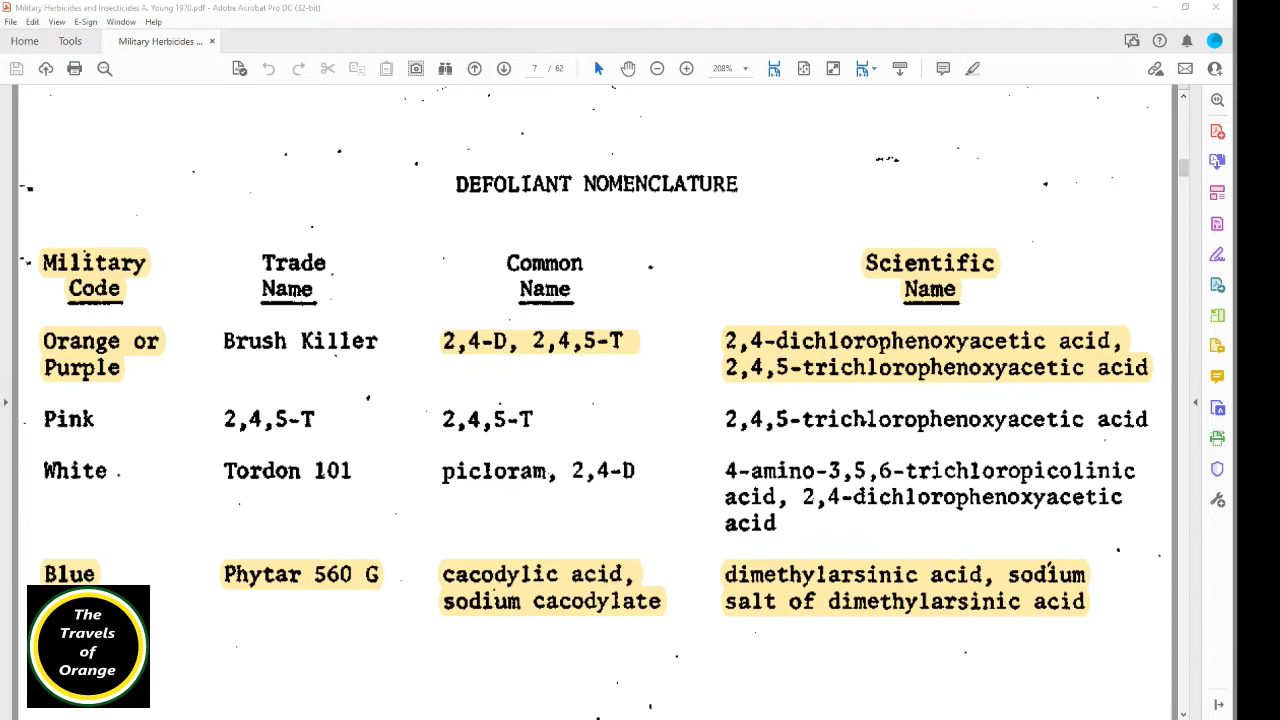 Military Herbicides and Insecticides A. Young 1970.pdf - Adobe Acrobat Pro DC (32-bit)
File Edit View E-Sign Window Help
Home Tools Military Herbicides ... ×
7 / 62 208%
DEFOLIANT NOMENCLATURE
Military Trade Common Scientific
Code Name Name Name
Orange or Brush Killer 2,4-D, 2,4,5-T 2,4-dichlorophenoxyacetic acid,
Purple 2,4,5-trichlorophenoxyacetic acid
Pink 2,4,5-T 2,4,5-T 2,4,5-trichlorophenoxyacetic acid
White Tordon 101 picloram, 2,4-D 4-amino-3,5,6-trichloropicolinic
acid, 2,4-dichlorophenoxyacetic
acid
Blue Phytar 560 G cacodylic acid, dimethylarsinic acid, sodium
sodium cacodylate salt of dimethylarsinic acid
The
Travels
of
Orange